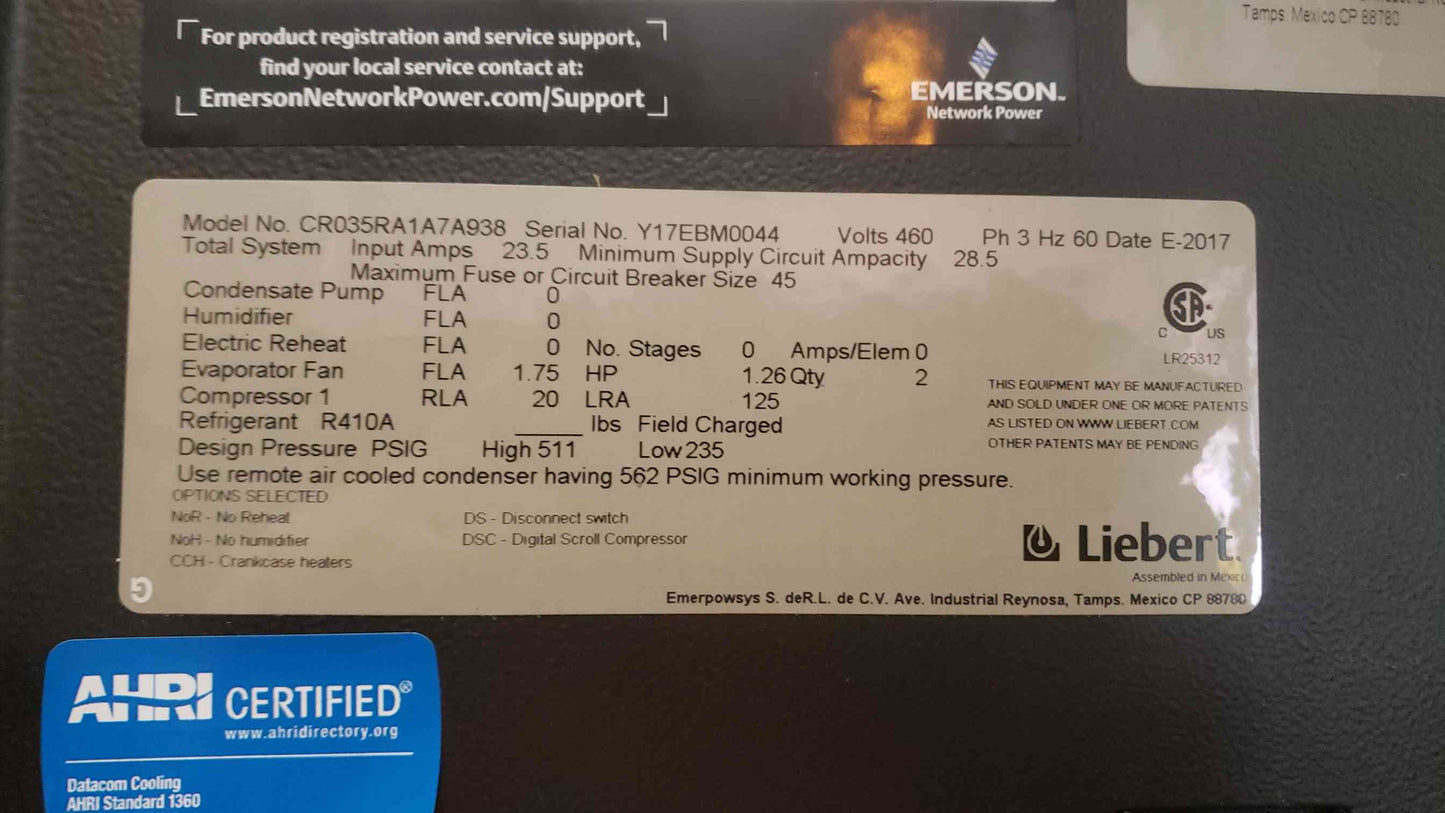 Tamps. Mexico CP 88780
For product registration and service support,
find your local service contact at:
EmersonNetworkPower.com/Support
EMERSON™
Network Power
Model No. CR035RA1A7A938 Serial No. Y17EBM0044 Volts 460 Ph 3 Hz 60 Date E-2017
Total System Input Amps 23.5 Minimum Supply Circuit Ampacity 28.5
Maximum Fuse or Circuit Breaker Size 45
Condensate Pump FLA 0
Humidifier FLA 0
Electric Reheat FLA 0 No. Stages 0 Amps/Elem 0
Evaporator Fan FLA 1.75 HP 1.26 Qty 2
Compressor 1 RLA 20 LRA 125
Refrigerant R410A _____ lbs Field Charged
Design Pressure PSIG High 511 Low 235
Use remote air cooled condenser having 562 PSIG minimum working pressure.
OPTIONS SELECTED
NoR - No Reheat DS - Disconnect switch
NoH - No humidifier DSC - Digital Scroll Compressor
CCH - Crankcase heaters
SA
C US
LR25312
THIS EQUIPMENT MAY BE MANUFACTURED
AND SOLD UNDER ONE OR MORE PATENTS
AS LISTED ON WWW.LIEBERT.COM
OTHER PATENTS MAY BE PENDING
Liebert.
Assembled in Mexico
G
Emerpowsys S. deR.L. de C.V. Ave. Industrial Reynosa, Tamps. Mexico CP 88780
AHRI CERTIFIED®
www.ahridirectory.org
Datacom Cooling
AHRI Standard 1360